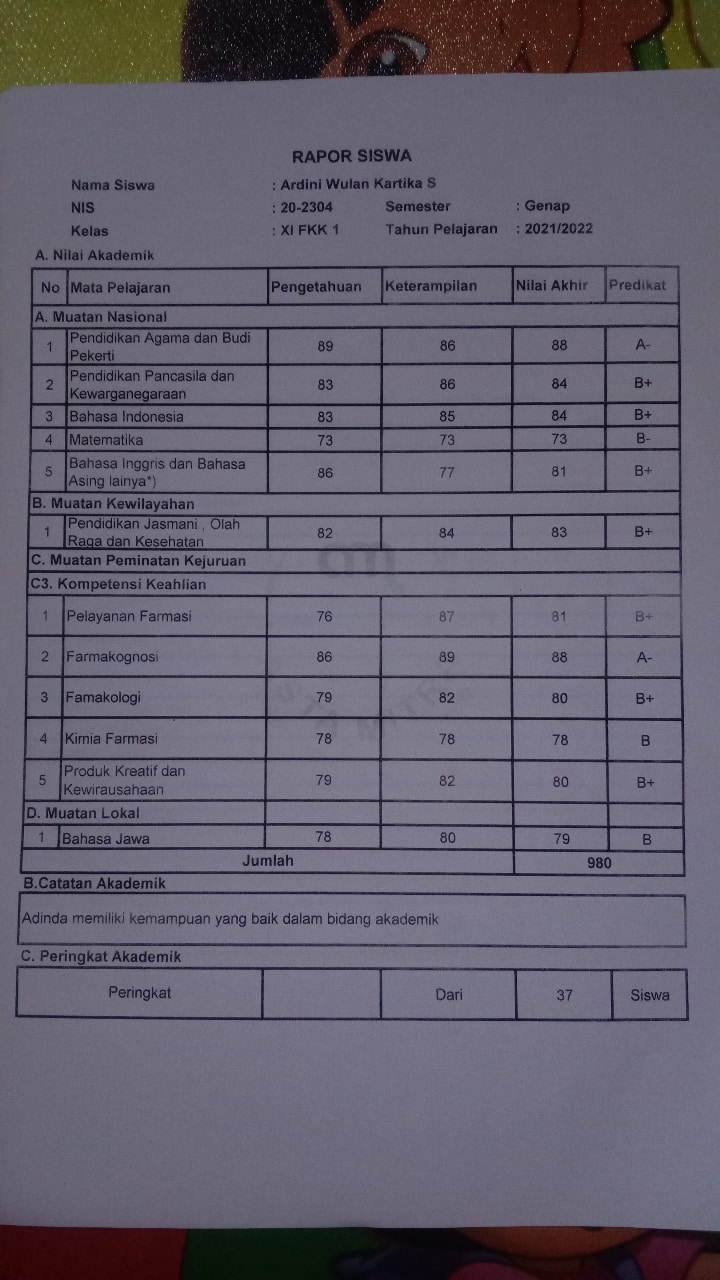 RAPOR SISWA
Nama Siswa : Ardini Wulan Kartika S
NIS : 20-2304 Semester : Genap
Kelas : XI FKK 1 Tahun Pelajaran : 2021/2022
A. Nilai Akademik
No Mata Pelajaran Pengetahuan Keterampilan Nilai Akhir Predikat
A. Muatan Nasional
1 Pendidikan Agama dan Budi
Pekerti 89 86 88 A-
2 Pendidikan Pancasila dan
Kewarganegaraan 83 86 84 B+
3 Bahasa Indonesia 83 85 84 B+
4 Matematika 73 73 73 B-
5 Bahasa Inggris dan Bahasa
Asing lainya*) 86 77 81 B+
B. Muatan Kewilayahan
1 Pendidikan Jasmani , Olah
Raga dan Kesehatan 82 84 83 B+
C. Muatan Peminatan Kejuruan
C3. Kompetensi Keahlian
1 Pelayanan Farmasi 76 87 81 B+
2 Farmakognosi 86 89 88 A-
3 Famakologi 79 82 80 B+
4 Kimia Farmasi 78 78 78 B
5 Produk Kreatif dan
Kewirausahaan 79 82 80 B+
D. Muatan Lokal
1 Bahasa Jawa 78 80 79 B
Jumlah 980
B.Catatan Akademik
Adinda memiliki kemampuan yang baik dalam bidang akademik
C. Peringkat Akademik
Peringkat Dari 37 Siswa